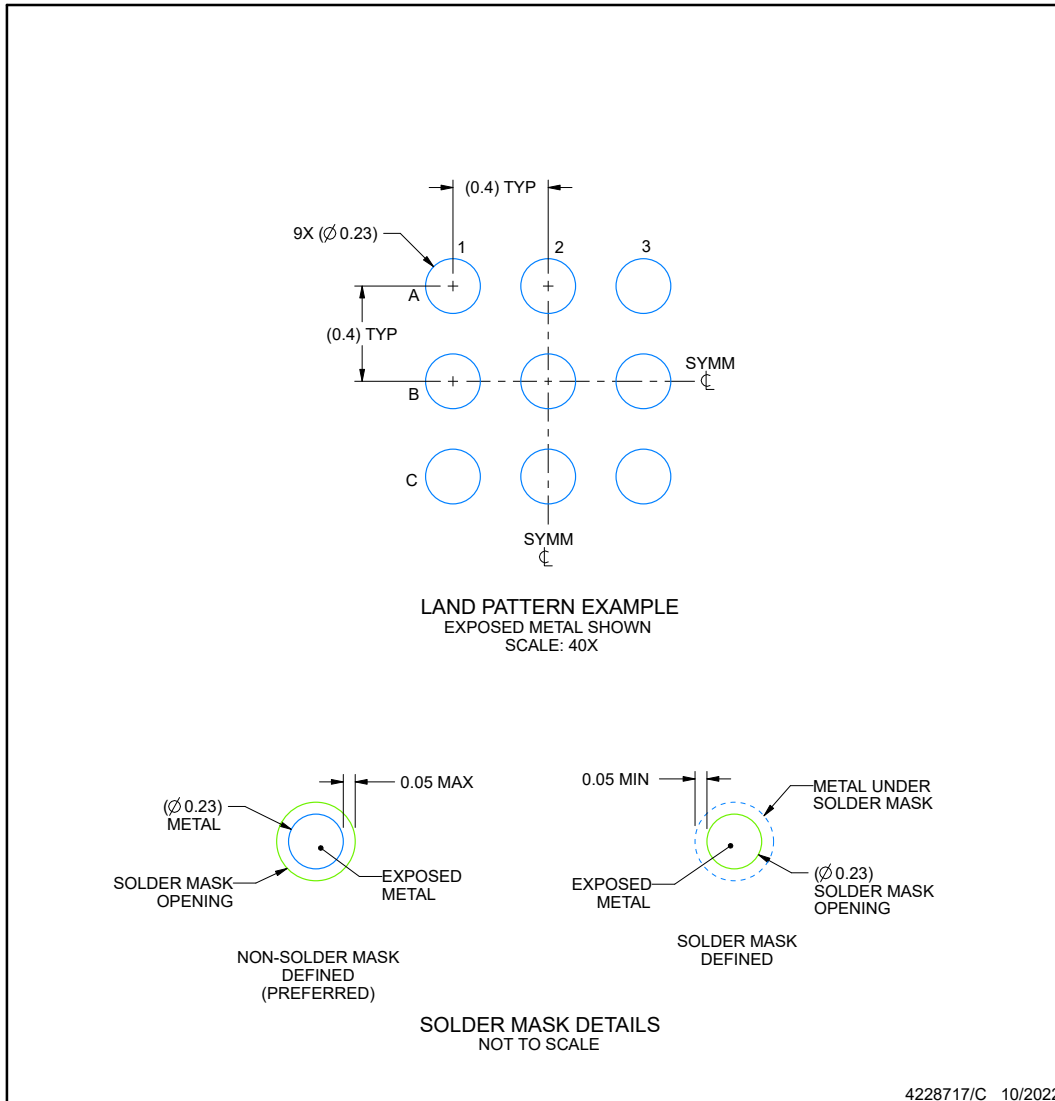 (0.4) TYP
9X (∅ 0.23)
1
2
3
A
(0.4) TYP
SYMM
℄
B
C
SYMM
℄
LAND PATTERN EXAMPLE
EXPOSED METAL SHOWN
SCALE: 40X
0.05 MAX
(∅ 0.23)
METAL
SOLDER MASK
OPENING
EXPOSED
METAL
NON-SOLDER MASK
DEFINED
(PREFERRED)
0.05 MIN
METAL UNDER
SOLDER MASK
EXPOSED
METAL
(∅ 0.23)
SOLDER MASK
OPENING
SOLDER MASK
DEFINED
SOLDER MASK DETAILS
NOT TO SCALE
4228717/C 10/2022